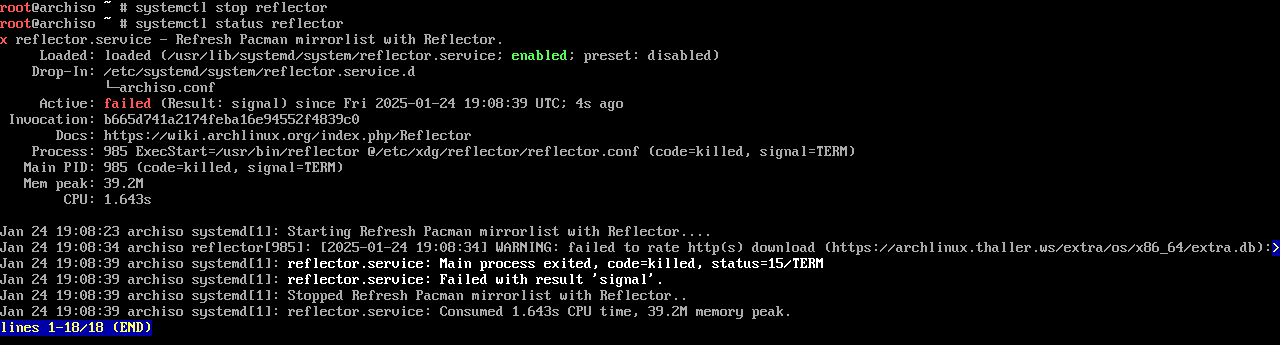 root@archiso ~ # systemctl stop reflector
root@archiso ~ # systemctl status reflector
x reflector.service - Refresh Pacman mirrorlist with Reflector.
     Loaded: loaded (/usr/lib/systemd/system/reflector.service; enabled; preset: disabled)
    Drop-In: /etc/systemd/system/reflector.service.d
             └─archiso.conf
     Active: failed (Result: signal) since Fri 2025-01-24 19:08:39 UTC; 4s ago
 Invocation: b665d741a2174feba16e94552f4839c0
       Docs: https://wiki.archlinux.org/index.php/Reflector
    Process: 985 ExecStart=/usr/bin/reflector @/etc/xdg/reflector/reflector.conf (code=killed, signal=TERM)
   Main PID: 985 (code=killed, signal=TERM)
   Mem peak: 39.2M
        CPU: 1.643s

Jan 24 19:08:23 archiso systemd[1]: Starting Refresh Pacman mirrorlist with Reflector....
Jan 24 19:08:34 archiso reflector[985]: [2025-01-24 19:08:34] WARNING: failed to rate http(s) download (https://archlinux.thaller.ws/extra/os/x86_64/extra.db):>
Jan 24 19:08:39 archiso systemd[1]: reflector.service: Main process exited, code=killed, status=15/TERM
Jan 24 19:08:39 archiso systemd[1]: reflector.service: Failed with result 'signal'.
Jan 24 19:08:39 archiso systemd[1]: Stopped Refresh Pacman mirrorlist with Reflector..
Jan 24 19:08:39 archiso systemd[1]: reflector.service: Consumed 1.643s CPU time, 39.2M memory peak.
lines 1-18/18 (END)